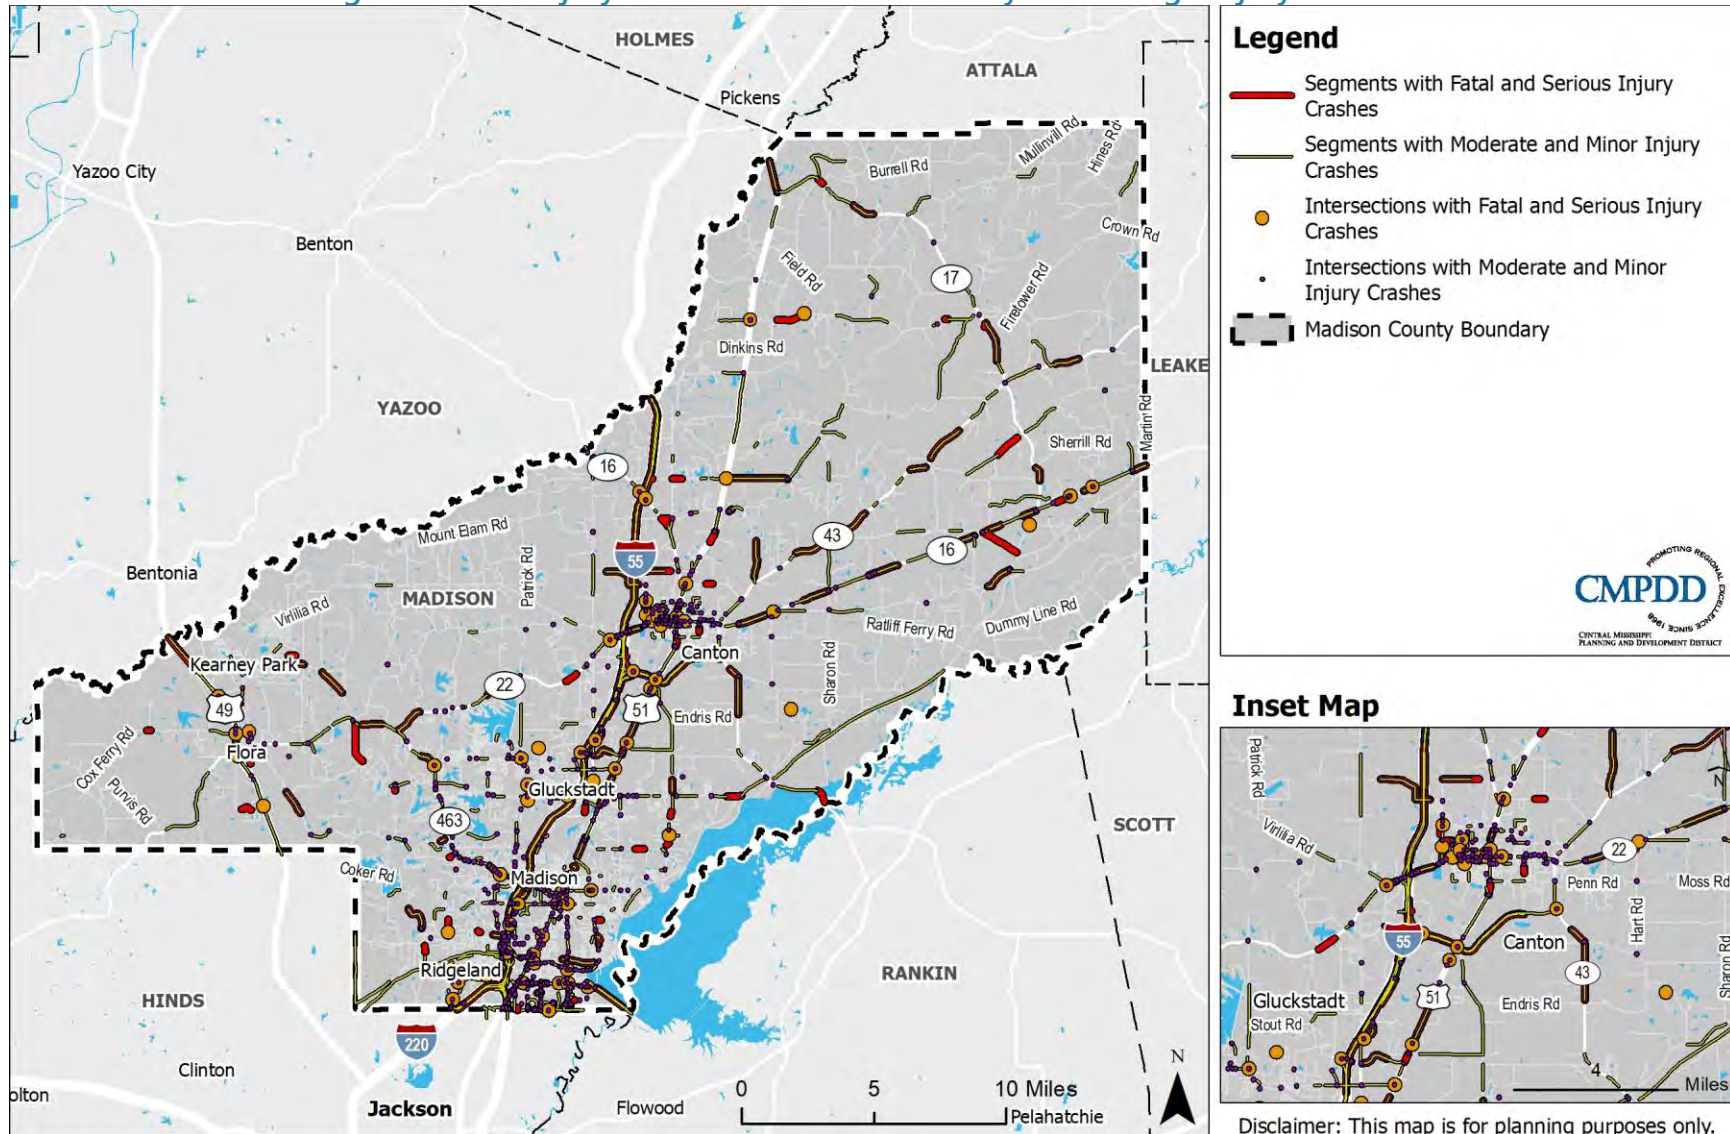 HOLMES
ATTALA
Pickens
Yazoo City
Mullinvill Rd
Hines Rd
Burrell Rd
Benton
Crown Rd
Field Rd
17
Firetower Rd
Dinkins Rd
LEAKE
YAZOO
Martin Rd
Sherrill Rd
16
Mount Elam Rd
43
16
55
Bentonia
Patrick Rd
MADISON
Virlilia Rd
Ratliff Ferry Rd
Dummy Line Rd
Kearney Park
Canton
Sharon Rd
22
49
51
Endris Rd
Cox Ferry Rd
Flora
Purvis Rd
Gluckstadt
463
SCOTT
Coker Rd
Madison
Ridgeland
RANKIN
HINDS
220
Clinton
olton
Jackson
Flowood
0 5 10 Miles
Pelahatchie
N
Legend
Segments with Fatal and Serious Injury
Crashes
Segments with Moderate and Minor Injury
Crashes
Intersections with Fatal and Serious Injury
Crashes
Intersections with Moderate and Minor
Injury Crashes
Madison County Boundary
PROMOTING REGIONAL EXCELLENCE SINCE 1968
CMPDD
CENTRAL MISSISSIPPI
PLANNING AND DEVELOPMENT DISTRICT
Inset Map
Patrick Rd
N
Virlilia Rd
22
Penn Rd
Moss Rd
Hart Rd
55
Canton
Sharon Rd
43
Gluckstadt
51
Endris Rd
Stout Rd
4
Miles
Disclaimer: This map is for planning purposes only.